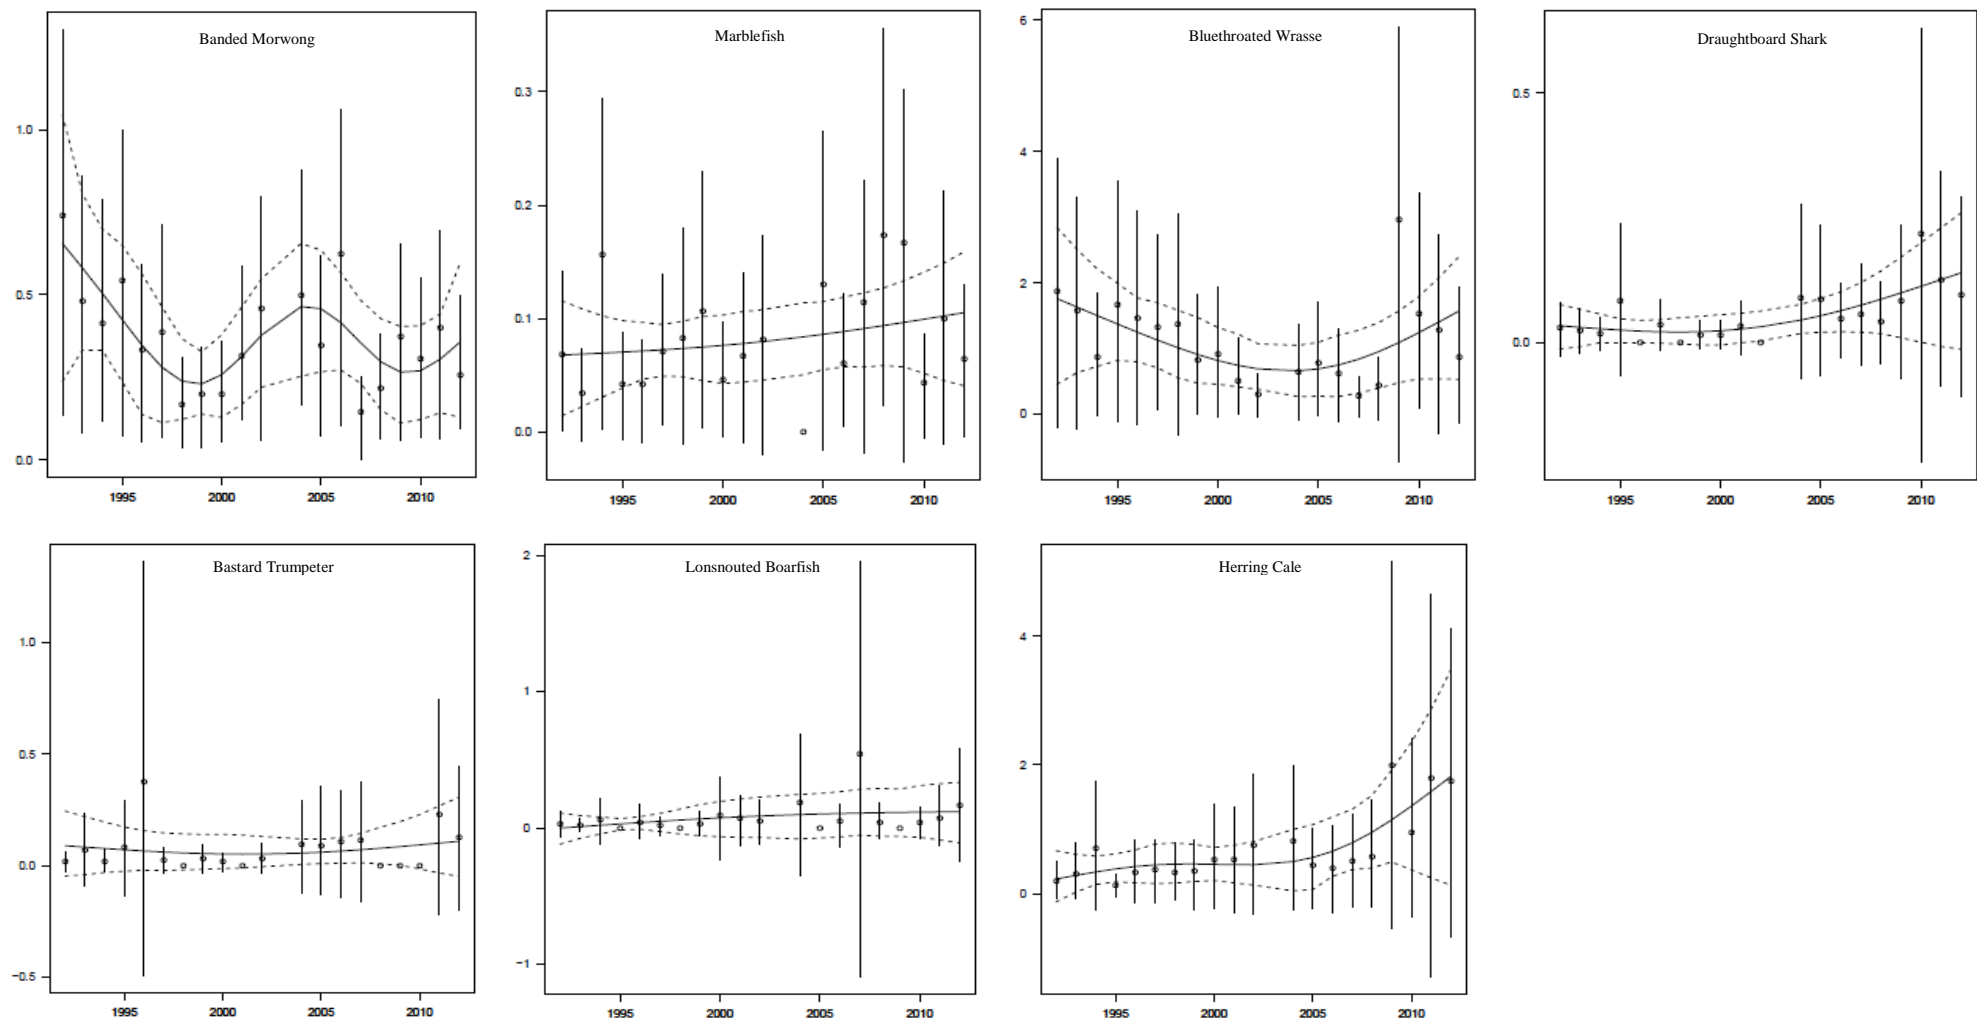 Banded Morwong
1.0
0.5
0.0
1995 2000 2005 2010
Marblefish
0.3
0.2
0.1
0.0
1995 2000 2005 2010
Bluethroated Wrasse
6
4
2
0
1995 2000 2005 2010
Draughtboard Shark
0.5
0.0
1995 2000 2005 2010
Bastard Trumpeter
1.0
0.5
0.0
−0.5
1995 2000 2005 2010
Lonsnouted Boarfish
2
1
0
−1
1995 2000 2005 2010
Herring Cale
4
2
0
1995 2000 2005 2010